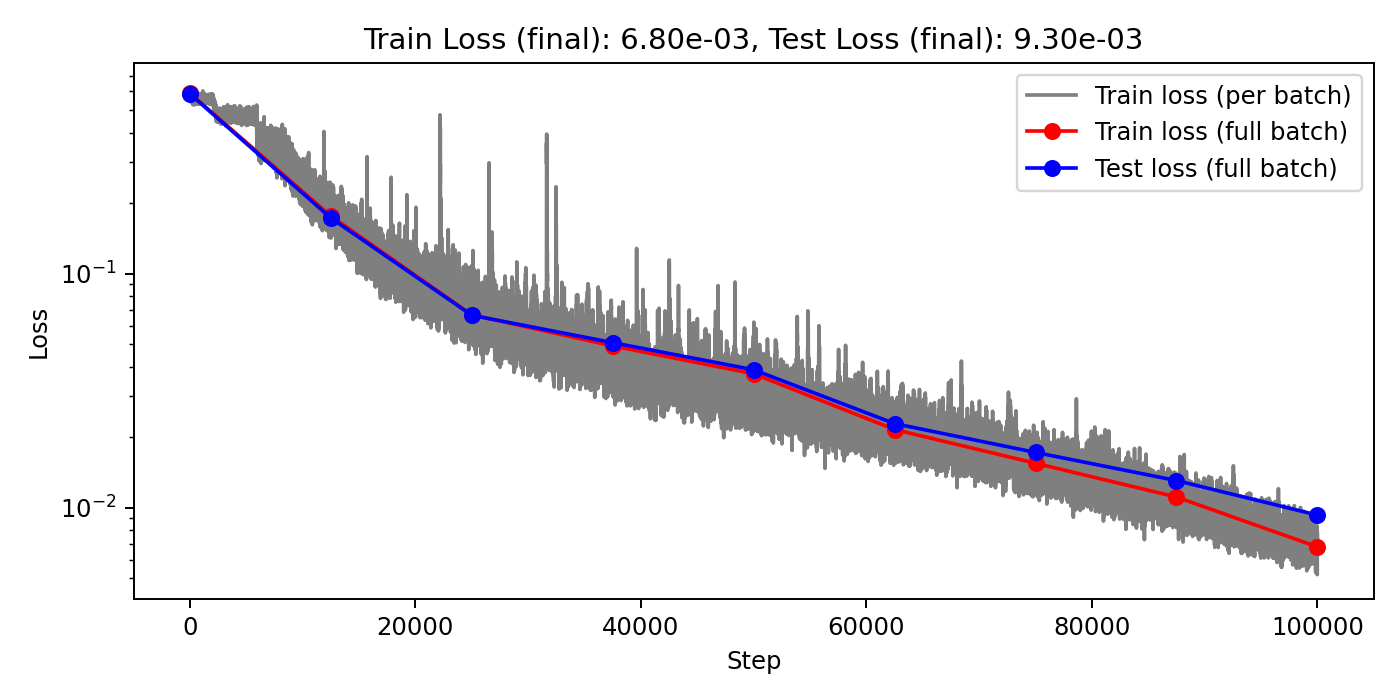 Train Loss (final): 6.80e-03, Test Loss (final): 9.30e-03
Train loss (per batch)
Train loss (full batch)
Test loss (full batch)
Loss
10⁻¹
10⁻²
0 20000 40000 60000 80000 100000
Step